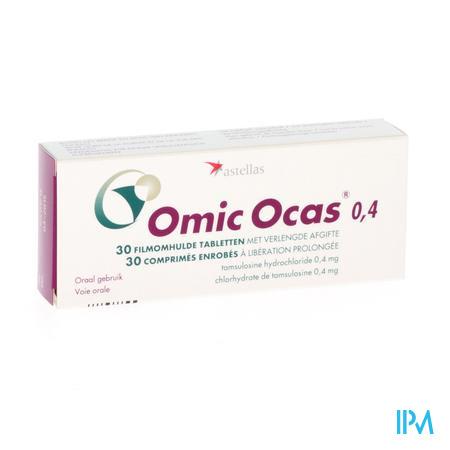 astellas
Omic Ocas® 0,4
30 FILMOMHULDE TABLETTEN MET VERLENGDE AFGIFTE
30 COMPRIMÉS ENROBÉS À LIBÉRATION PROLONGÉE
tamsulosine hydrochloride 0,4 mg
chlorhydrate de tamsulosine 0,4 mg
Oraal gebruik
Voie orale
IPM